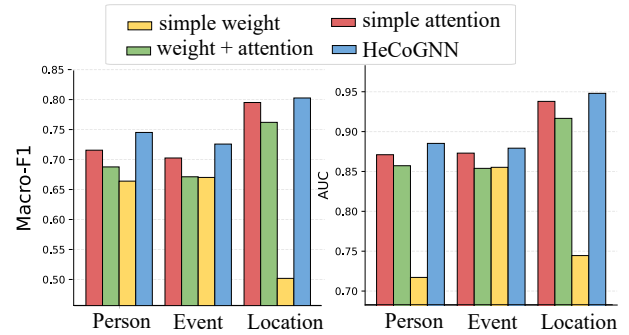 simple weight simple attention
weight + attention HeCoGNN
Macro-F1
0.85
0.80
0.75
0.70
0.65
0.60
0.55
0.50
Person Event Location
AUC
0.95
0.90
0.85
0.80
0.75
0.70
Person Event Location